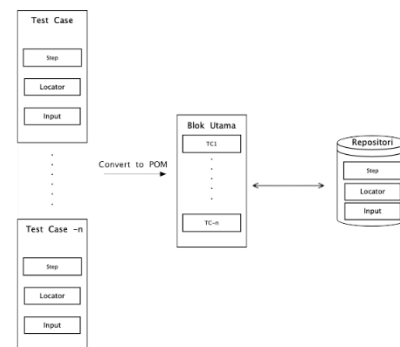 Test Case
Step
Locator
Input
Test Case -n
Step
Locator
Input
Convert to POM
Blok Utama
TC1
TC-n
Repositori
Step
Locator
Input